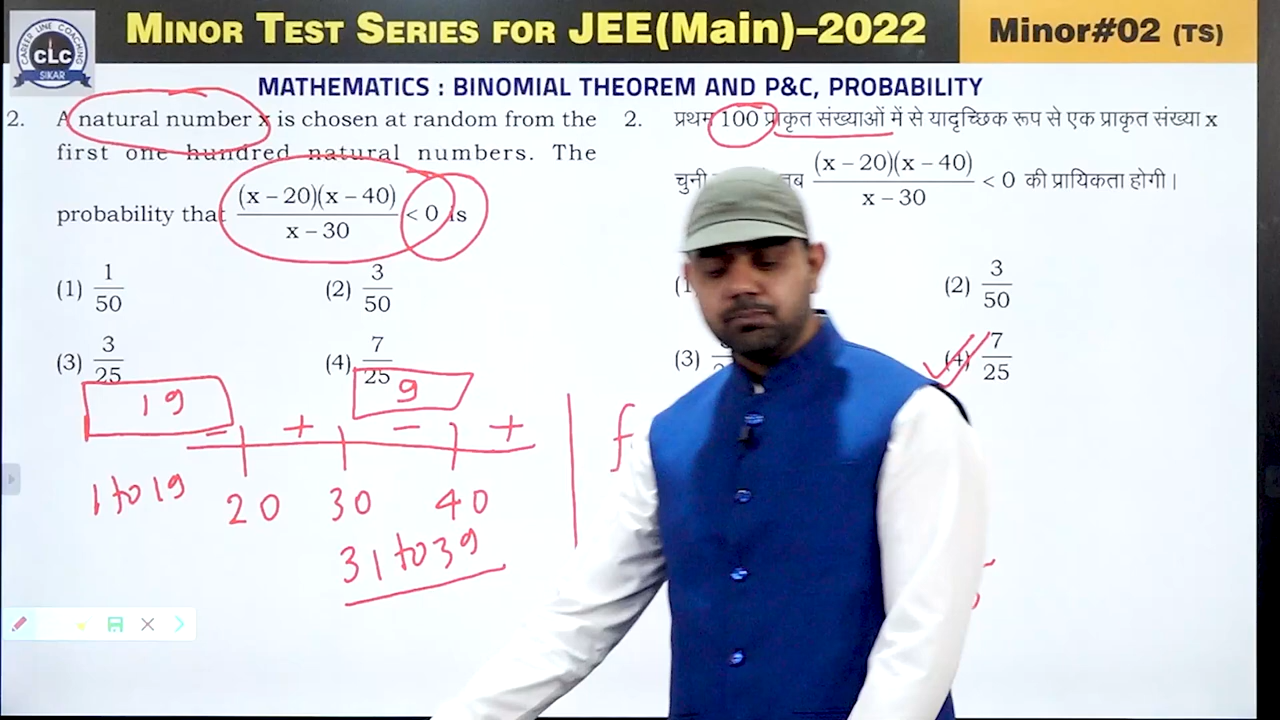 CAREER LINE COACHING
CLC
SIKAR
MINOR TEST SERIES FOR JEE(MAIN)–2022
Minor#02 (TS)
MATHEMATICS : BINOMIAL THEOREM AND P&C, PROBABILITY
2. A natural number x is chosen at random from the
first one hundred natural numbers. The
probability that (x – 20)(x – 40) / x – 30 < 0 is
(1) 1/50 (2) 3/50
(3) 3/25 (4) 7/25
19 9
– + – +
1 to 19 20 30 40
31 to 39
2. प्रथम 100 प्राकृत संख्याओं में से यादृच्छिक रूप से एक प्राकृत संख्या x
चुनी तब (x – 20)(x – 40) / x – 30 < 0 की प्रायिकता होगी।
(2) 3/50
(3) (4) 7/25